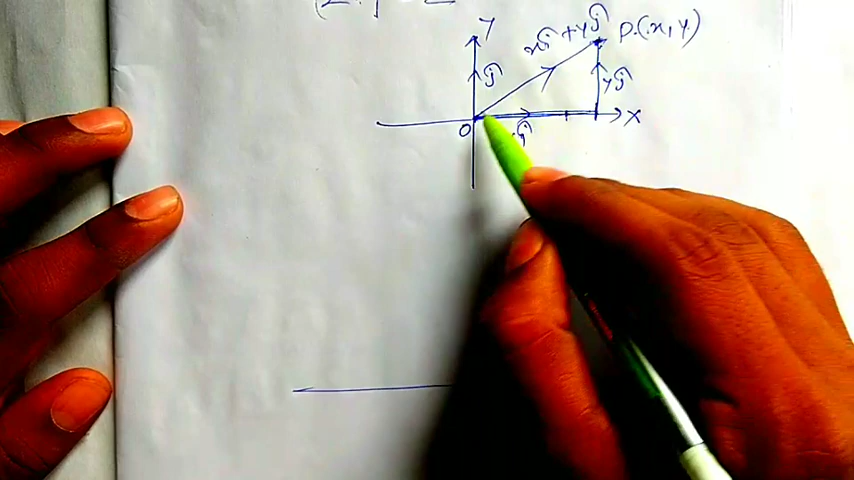 Y
xî + yĵ P.(x, y)
ĵ
yĵ
X
O